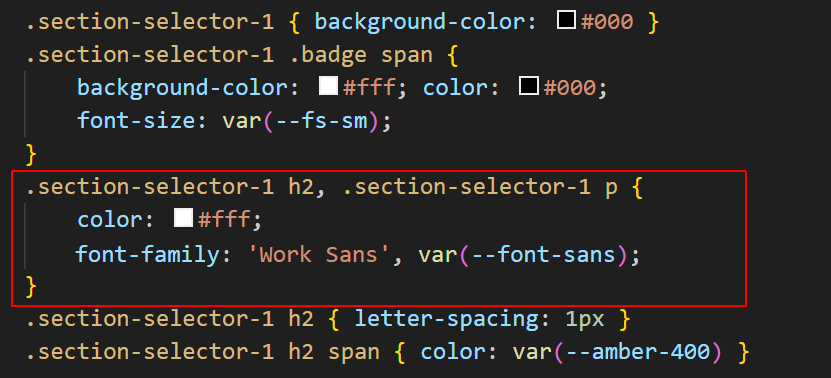 .section-selector-1 { background-color: #000 }
.section-selector-1 .badge span {
background-color: #fff; color: #000;
font-size: var(--fs-sm);
}
.section-selector-1 h2, .section-selector-1 p {
color: #fff;
font-family: 'Work Sans', var(--font-sans);
}
.section-selector-1 h2 { letter-spacing: 1px }
.section-selector-1 h2 span { color: var(--amber-400) }